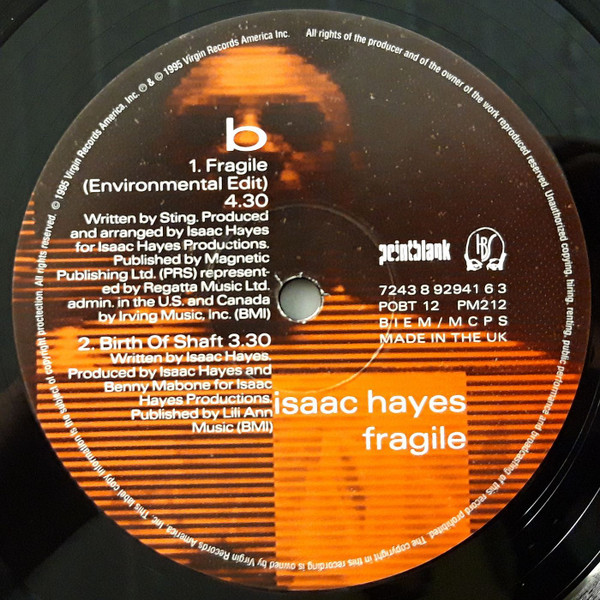 b
1. Fragile
(Environmental Edit)
4.30
Written by Sting. Produced
and arranged by Isaac Hayes
for Isaac Hayes Productions.
Published by Magnetic
Publishing Ltd. (PRS) represent-
ed by Regatta Music Ltd.
admin. in the U.S. and Canada
by Irving Music, Inc. (BMI)
2. Birth Of Shaft 3.30
Written by Isaac Hayes.
Produced by Isaac Hayes and
Benny Mabone for Isaac
Hayes Productions.
Published by Lili Ann
Music (BMI)
pointblank
HBS
7243 8 92941 6 3
POBT 12 PM212
BIEM/MCPS
MADE IN THE UK
isaac hayes
fragile
℗ & © 1995 Virgin Records America Inc. All rights of the producer and of the owner of the work reproduced reserved. Unauthorized copying, hiring, renting, public performance and broadcasting of this record prohibited. The copyright in this recording is owned by Virgin Records America Inc. This label copy information is the subject of copyright protection. All rights reserved. © 1995 Virgin Records America, Inc.